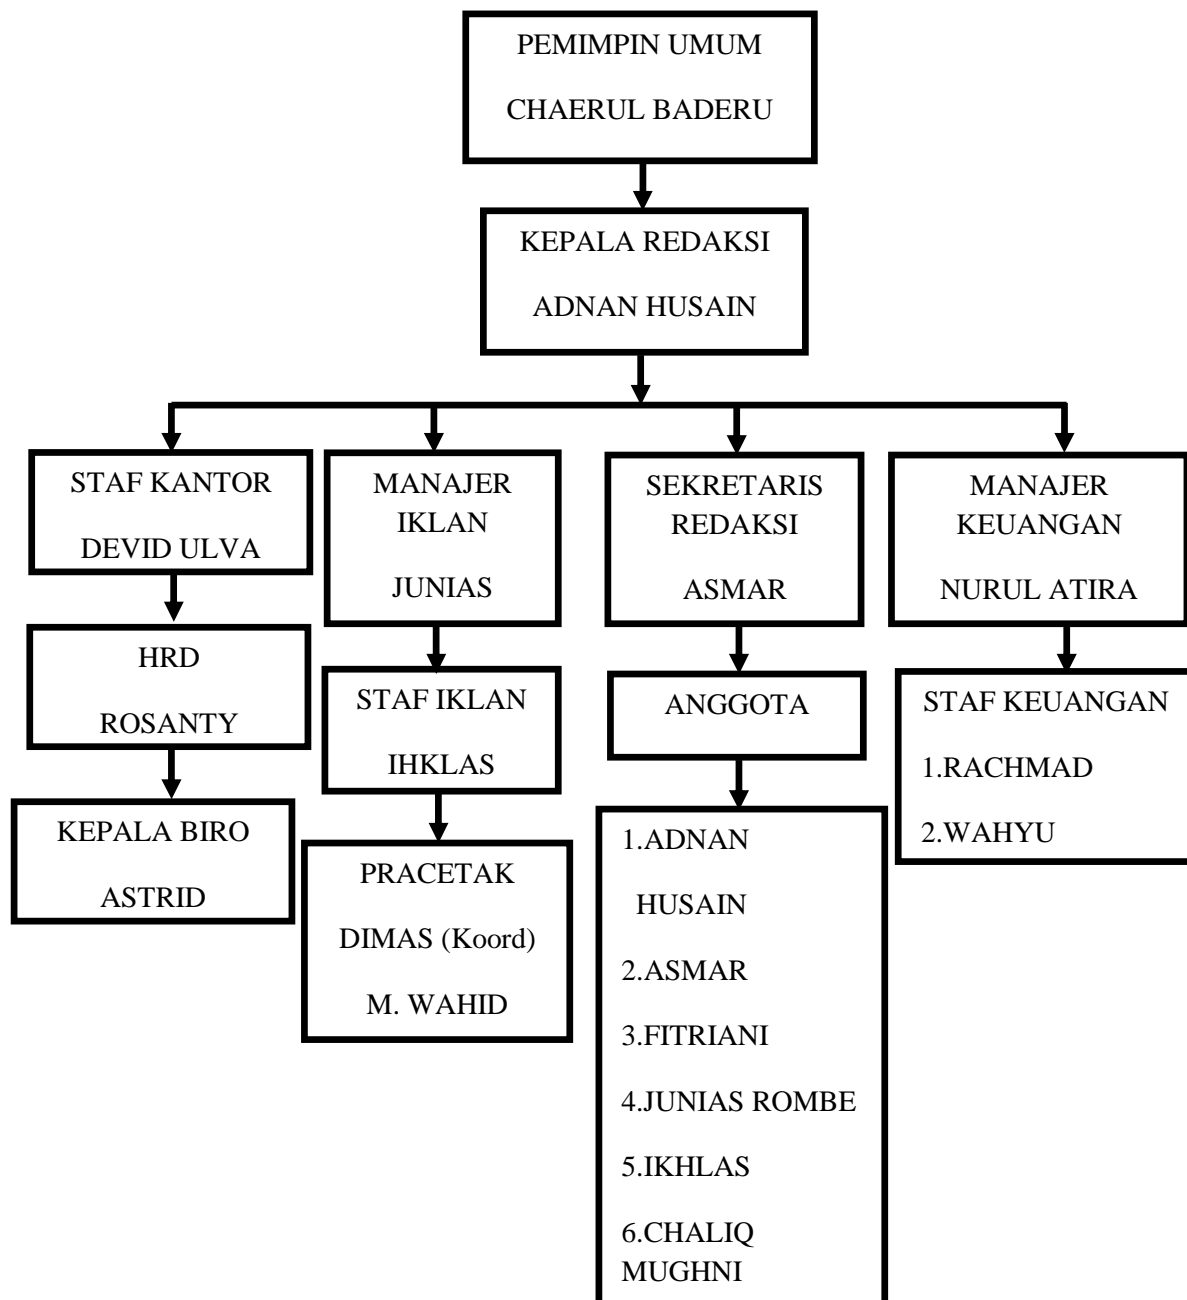 PEMIMPIN UMUM
CHAERUL BADERU
KEPALA REDAKSI
ADNAN HUSAIN
STAF KANTOR
DEVID ULVA
HRD
ROSANTY
KEPALA BIRO
ASTRID
MANAJER
IKLAN
JUNIAS
STAF IKLAN
IHKLAS
PRACETAK
DIMAS (Koord)
M. WAHID
SEKRETARIS
REDAKSI
ASMAR
ANGGOTA
1.ADNAN
HUSAIN
2.ASMAR
3.FITRIANI
4.JUNIAS ROMBE
5.IKHLAS
6.CHALIQ
MUGHNI
MANAJER
KEUANGAN
NURUL ATIRA
STAF KEUANGAN
1.RACHMAD
2.WAHYU